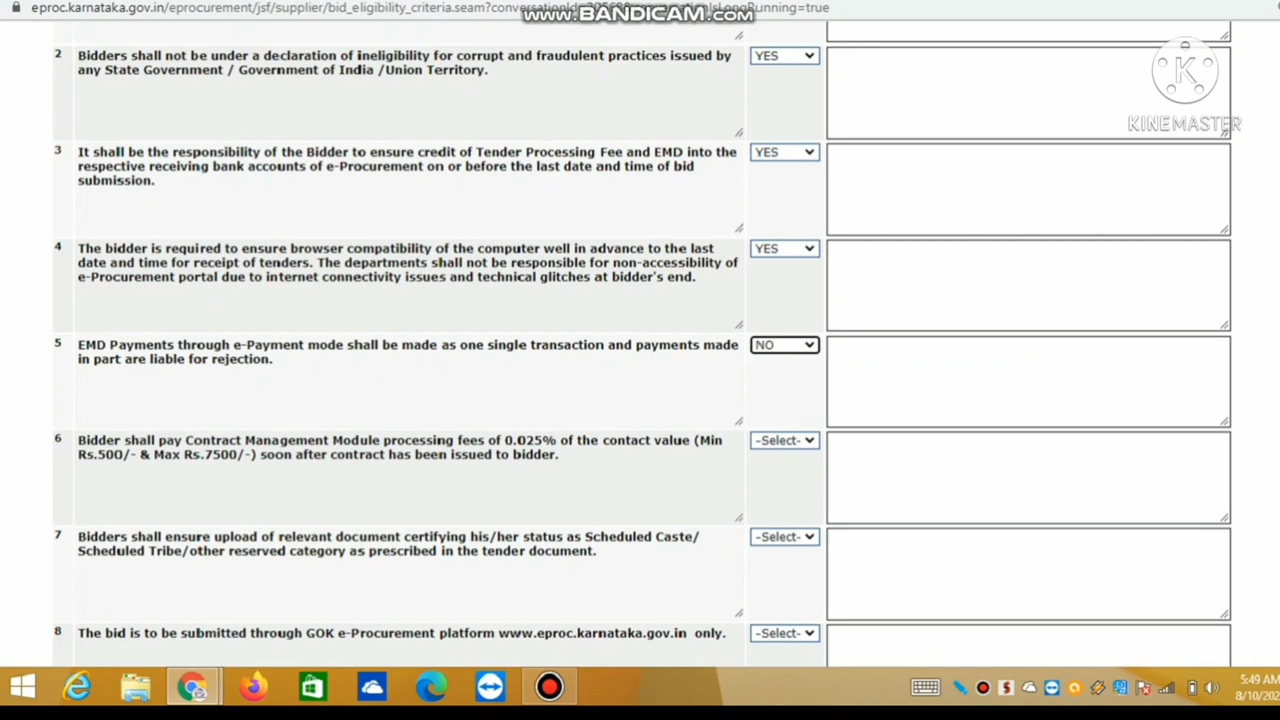 eprocurement.karnataka.gov.in/eprocurement/jsf/supplier/bid_eligibility_criteria.seam
www.BANDICAM.com
2 Bidders shall not be under a declaration of ineligibility for corrupt and fraudulent practices issued by YES
any State Government / Government of India /Union Territory.
K
KINEMASTER
3 It shall be the responsibility of the Bidder to ensure credit of Tender Processing Fee and EMD into the YES
respective receiving bank accounts of e-Procurement on or before the last date and time of bid
submission.
4 The bidder is required to ensure browser compatibility of the computer well in advance to the last YES
date and time for receipt of tenders. The departments shall not be responsible for non-accessibility of
e-Procurement portal due to internet connectivity issues and technical glitches at bidder's end.
5 EMD Payments through e-Payment mode shall be made as one single transaction and payments made NO
in part are liable for rejection.
6 Bidder shall pay Contract Management Module processing fees of 0.025% of the contact value (Min -Select-
Rs.500/- & Max Rs.7500/-) soon after contract has been issued to bidder.
7 Bidders shall ensure upload of relevant document certifying his/her status as Scheduled Caste/ -Select-
Scheduled Tribe/other reserved category as prescribed in the tender document.
8 The bid is to be submitted through GOK e-Procurement platform www.eproc.karnataka.gov.in only. -Select-
5:49 AM
8/10/202